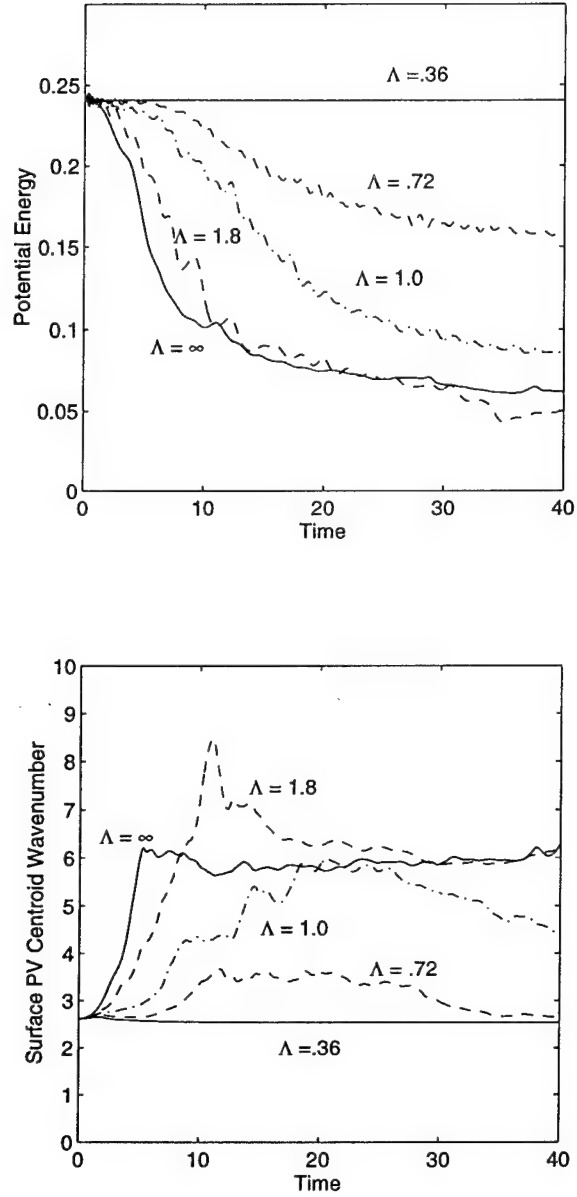 Λ =.36
0.25
0.2
0.15
0.1
0.05
0
Potential Energy
Λ = .72
Λ = 1.8
Λ = 1.0
Λ = ∞
0 10 20 30 40
Time
10
9
8
7
6
5
4
3
2
1
0
Surface PV Centroid Wavenumber
Λ = 1.8
Λ = ∞
Λ = 1.0
Λ = .72
Λ =.36
0 10 20 30 40
Time